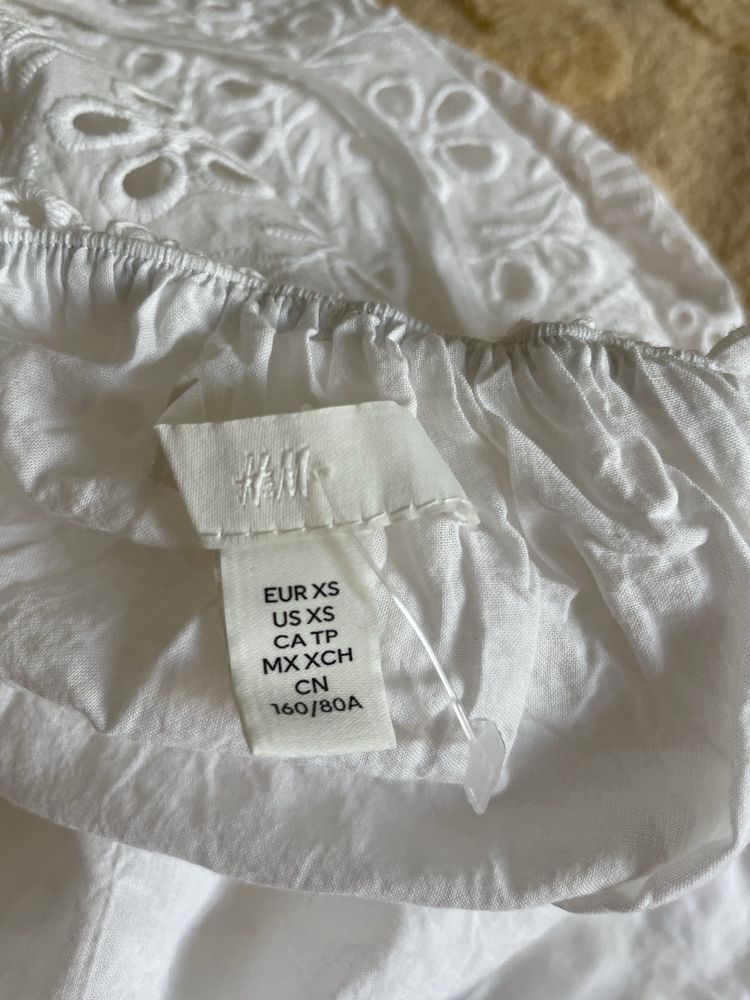 H&M
EUR XS
US XS
CA TP
MX XCH
CN
160/80A